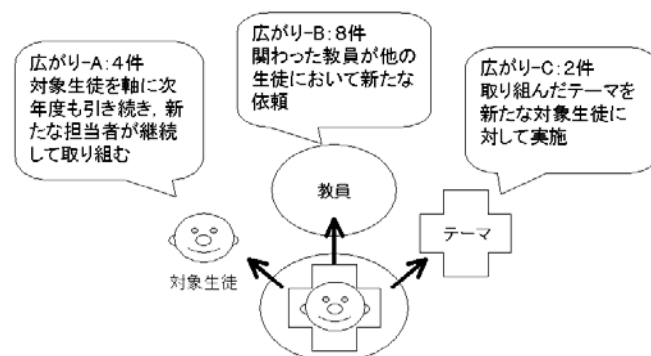 広がり-A:4件
対象生徒を軸に次
年度も引き続き，新
たな担当者が継続
して取り組む
広がり-B:8件
関わった教員が他の
生徒において新たな
依頼
広がり-C:2件
取り組んだテーマを
新たな対象生徒に
対して実施
教員
テーマ
対象生徒